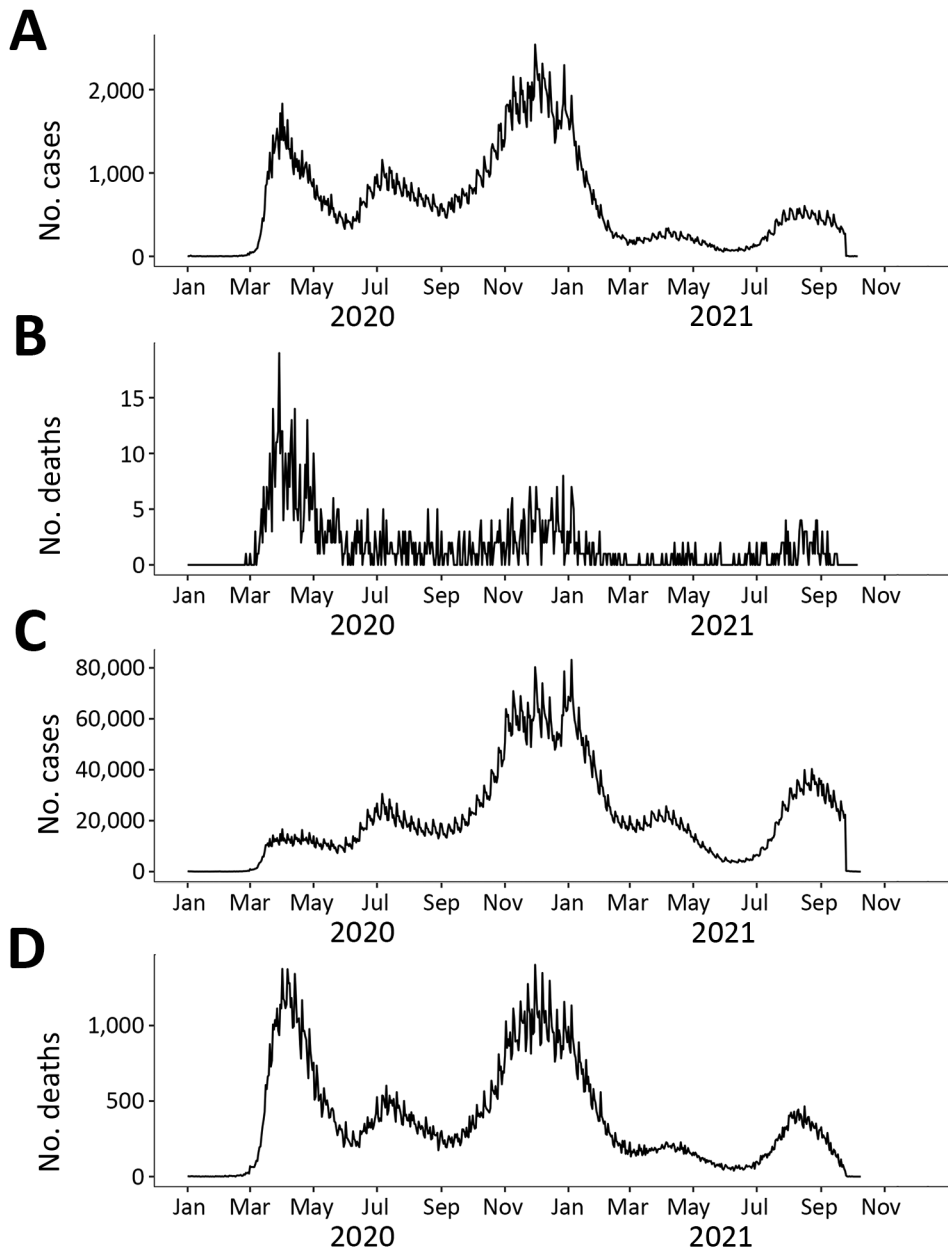 A
No. cases
2,000
1,000
0
Jan Mar May Jul Sep Nov Jan Mar May Jul Sep Nov
2020 2021
B
No. deaths
15
10
5
0
Jan Mar May Jul Sep Nov Jan Mar May Jul Sep Nov
2020 2021
C
No. cases
80,000
60,000
40,000
20,000
0
Jan Mar May Jul Sep Nov Jan Mar May Jul Sep Nov
2020 2021
D
No. deaths
1,000
500
0
Jan Mar May Jul Sep Nov Jan Mar May Jul Sep Nov
2020 2021